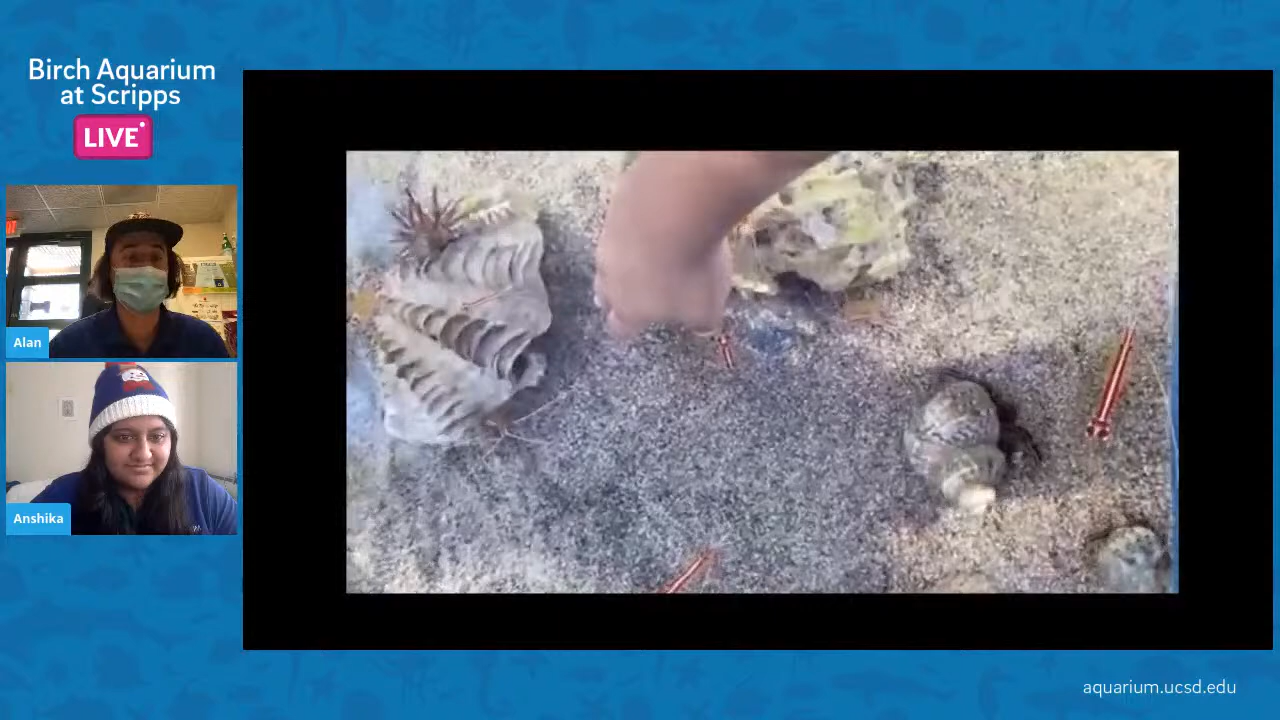 Birch Aquarium
at Scripps
LIVE
Alan
Anshika
aquarium.ucsd.edu